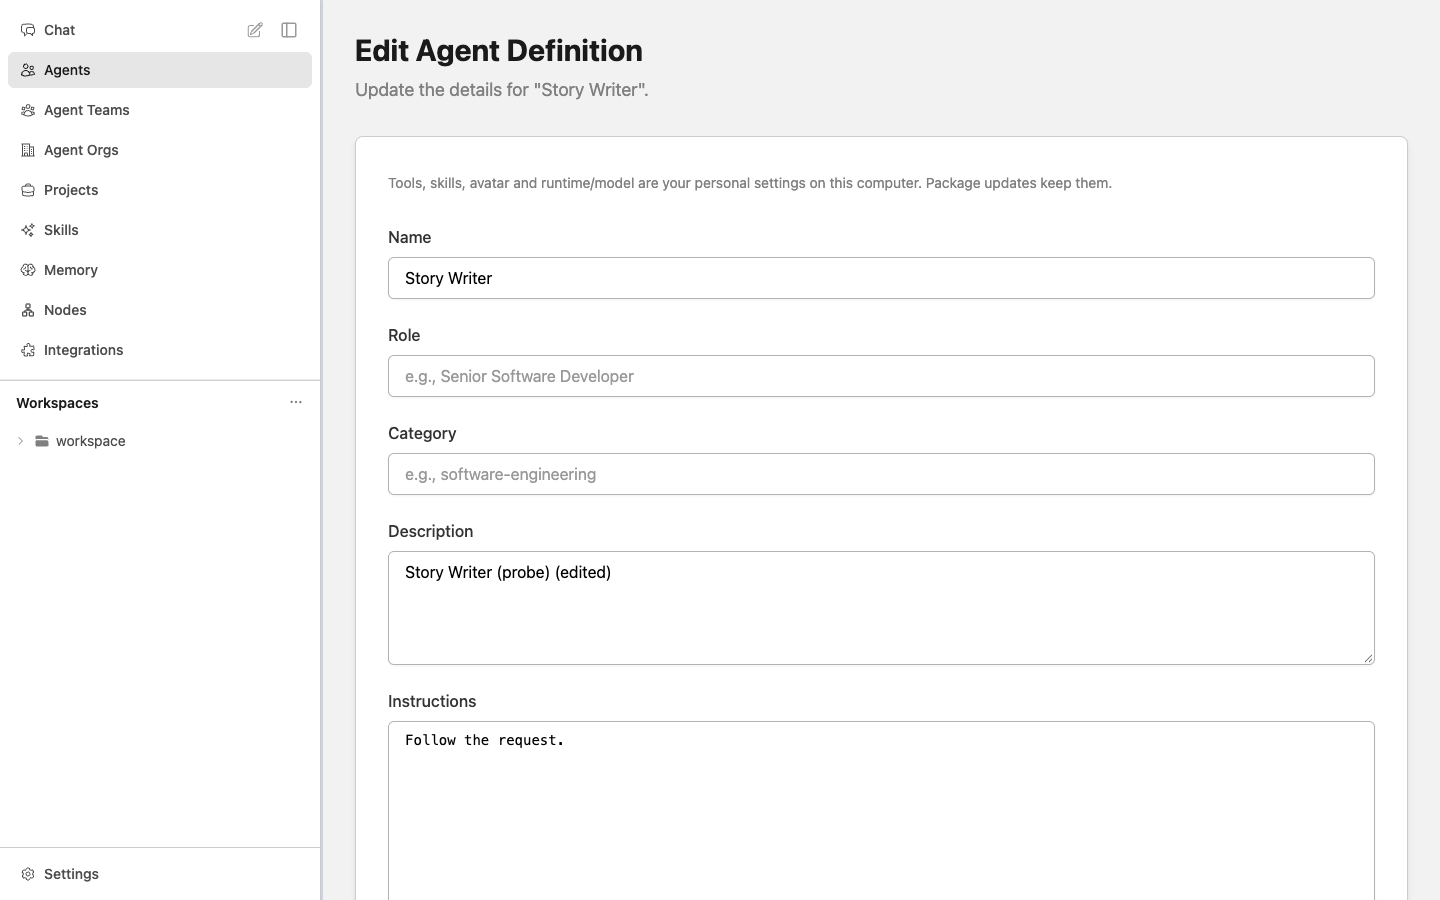 Chat
Agents
Agent Teams
Agent Orgs
Projects
Skills
Memory
Nodes
Integrations
Workspaces
workspace
Settings
Edit Agent Definition
Update the details for "Story Writer".
Tools, skills, avatar and runtime/model are your personal settings on this computer. Package updates keep them.
Name
Story Writer
Role
e.g., Senior Software Developer
Category
e.g., software-engineering
Description
Story Writer (probe) (edited)
Instructions
Follow the request.